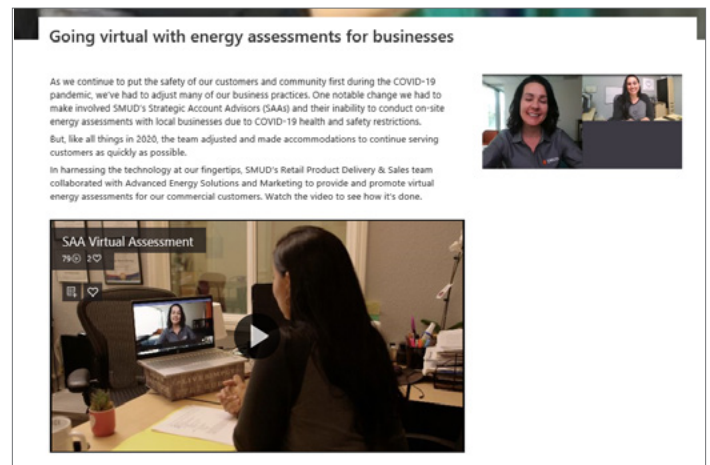 Going virtual with energy assessments for businesses
As we continue to put the safety of our customers and community first during the COVID-19
pandemic, we've had to adjust many of our business practices. One notable change we had to
make involved SMUD's Strategic Account Advisors (SAAs) and their inability to conduct on-site
energy assessments with local businesses due to COVID-19 health and safety restrictions.
But, like all things in 2020, the team adjusted and made accommodations to continue serving
customers as quickly as possible.
In harnessing the technology at our fingertips, SMUD's Retail Product Delivery & Sales team
collaborated with Advanced Energy Solutions and Marketing to provide and promote virtual
energy assessments for our commercial customers. Watch the video to see how it's done.
SAA Virtual Assessment
79 2